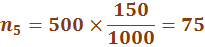 n₅ = 500 × 150/1000 = 75